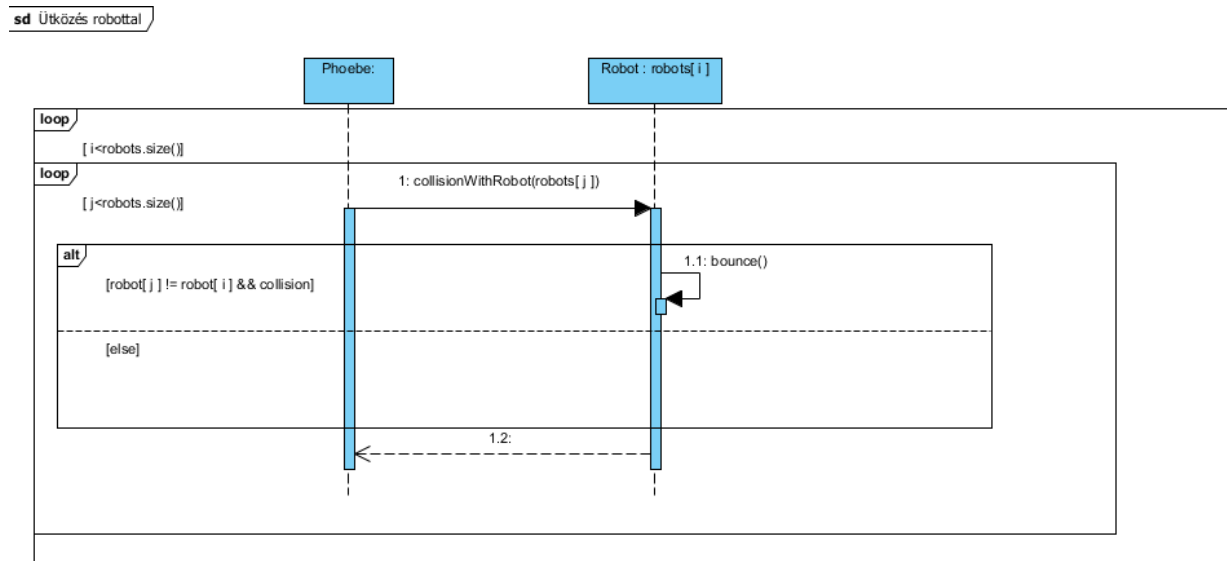 sd Ütközés robottal
Phoebe:
Robot : robots[ i ]
loop
[ i<robots.size()]
loop
1: collisionWithRobot(robots[ j ])
[ j<robots.size()]
alt
1.1: bounce()
[robot[ j ] != robot[ i ] && collision]
[else]
1.2: